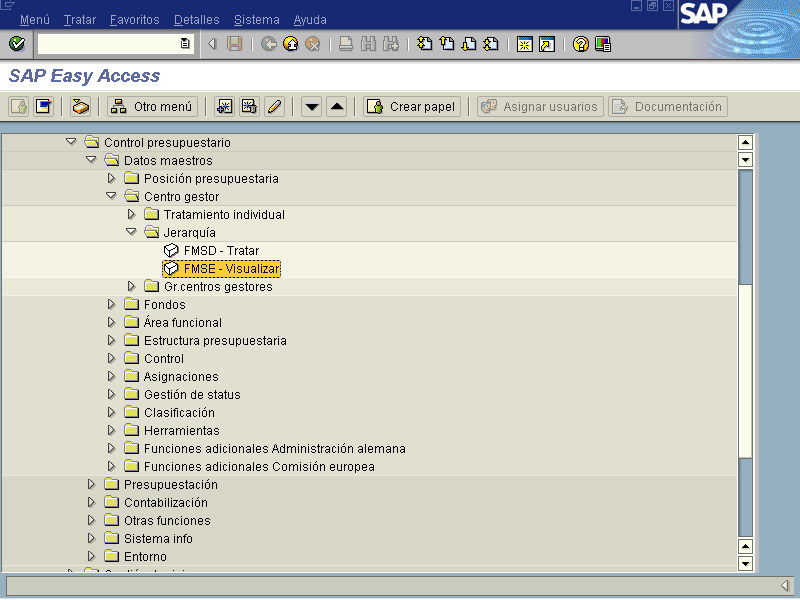 Menú Tratar Favoritos Detalles Sistema Ayuda
SAP
SAP Easy Access
Otro menú Crear papel Asignar usuarios Documentación
Control presupuestario
Datos maestros
Posición presupuestaria
Centro gestor
Tratamiento individual
Jerarquía
FMSD - Tratar
FMSE - Visualizar
Gr.centros gestores
Fondos
Área funcional
Estructura presupuestaria
Control
Asignaciones
Gestión de status
Clasificación
Herramientas
Funciones adicionales Administración alemana
Funciones adicionales Comisión europea
Presupuestación
Contabilización
Otras funciones
Sistema info
Entorno